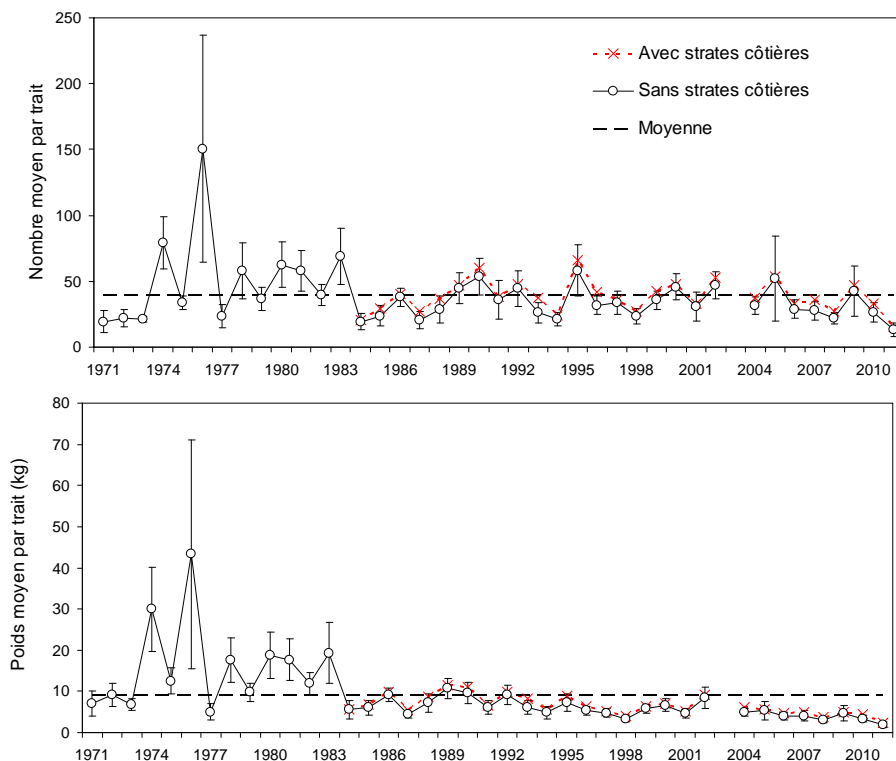 250
200
150
100
50
0
Nombre moyen par trait
Avec strates côtières
Sans strates côtières
Moyenne
1971 1974 1977 1980 1983 1986 1989 1992 1995 1998 2001 2004 2007 2010
80
70
60
50
40
30
20
10
0
Poids moyen par trait (kg)
1971 1974 1977 1980 1983 1986 1989 1992 1995 1998 2001 2004 2007 2010